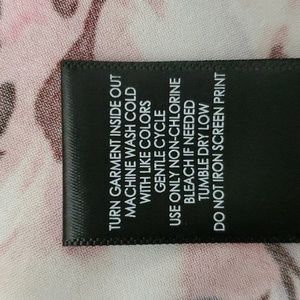 TURN GARMENT INSIDE OUT
MACHINE WASH COLD
WITH LIKE COLORS
GENTLE CYCLE
USE ONLY NON-CHLORINE
BLEACH IF NEEDED
TUMBLE DRY LOW
DO NOT IRON SCREEN PRINT